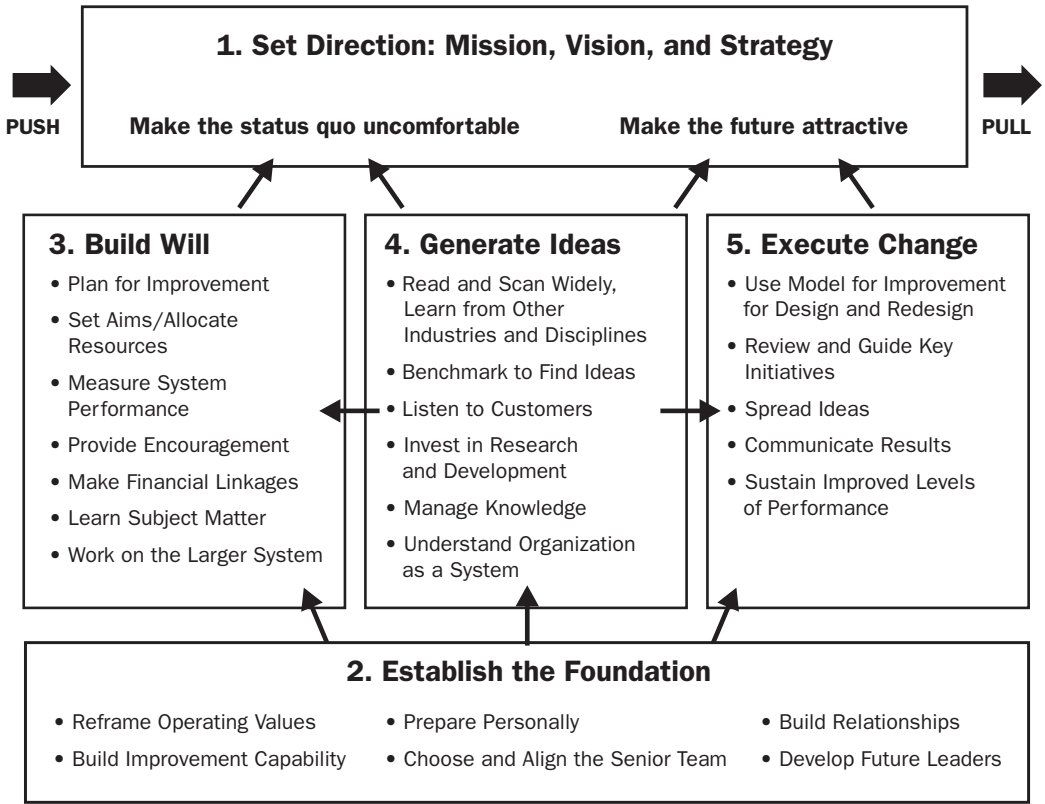 1. Set Direction: Mission, Vision, and Strategy
PUSH
Make the status quo uncomfortable
Make the future attractive
PULL
3. Build Will
• Plan for Improvement
• Set Aims/Allocate
Resources
• Measure System
Performance
• Provide Encouragement
• Make Financial Linkages
• Learn Subject Matter
• Work on the Larger System
4. Generate Ideas
• Read and Scan Widely,
Learn from Other
Industries and Disciplines
• Benchmark to Find Ideas
• Listen to Customers
• Invest in Research
and Development
• Manage Knowledge
• Understand Organization
as a System
5. Execute Change
• Use Model for Improvement
for Design and Redesign
• Review and Guide Key
Initiatives
• Spread Ideas
• Communicate Results
• Sustain Improved Levels
of Performance
2. Establish the Foundation
• Reframe Operating Values
• Build Improvement Capability
• Prepare Personally
• Choose and Align the Senior Team
• Build Relationships
• Develop Future Leaders